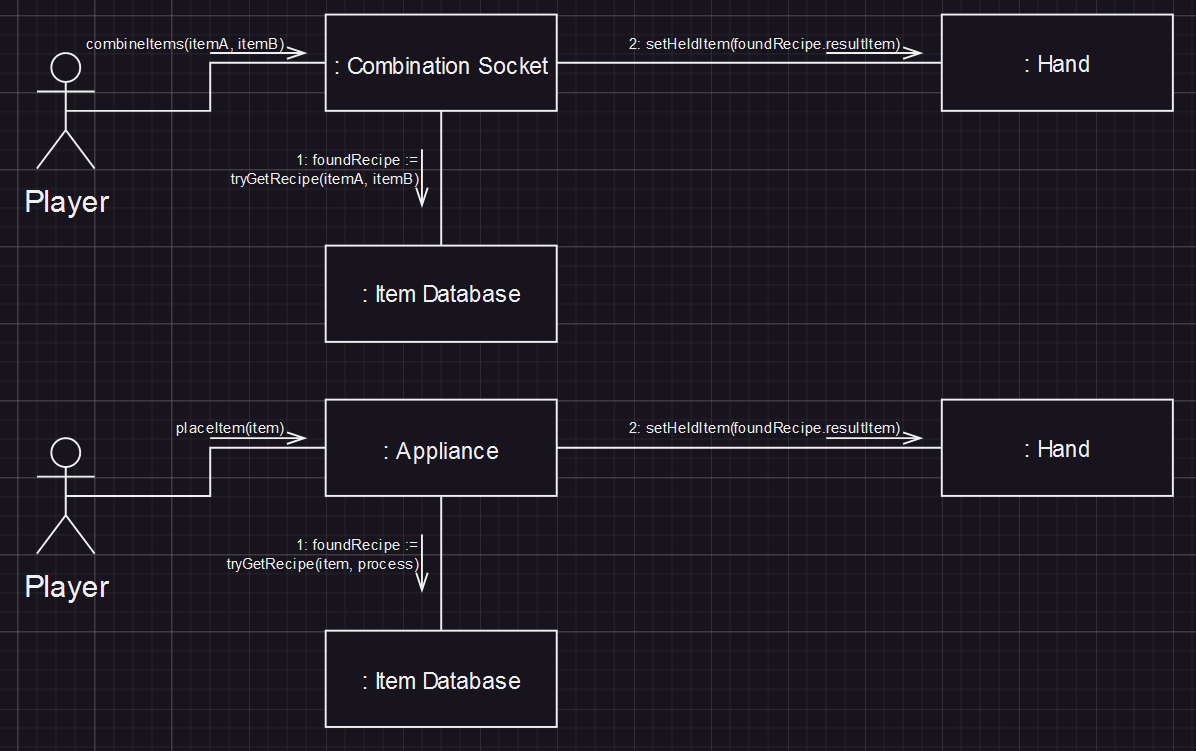 combineItems(itemA, itemB)
: Combination Socket
2: setHeldItem(foundRecipe.resultItem)
: Hand
1: foundRecipe :=
tryGetRecipe(itemA, itemB)
Player
: Item Database
placeItem(item)
: Appliance
2: setHeldItem(foundRecipe.resultItem)
: Hand
1: foundRecipe :=
tryGetRecipe(item, process)
Player
: Item Database